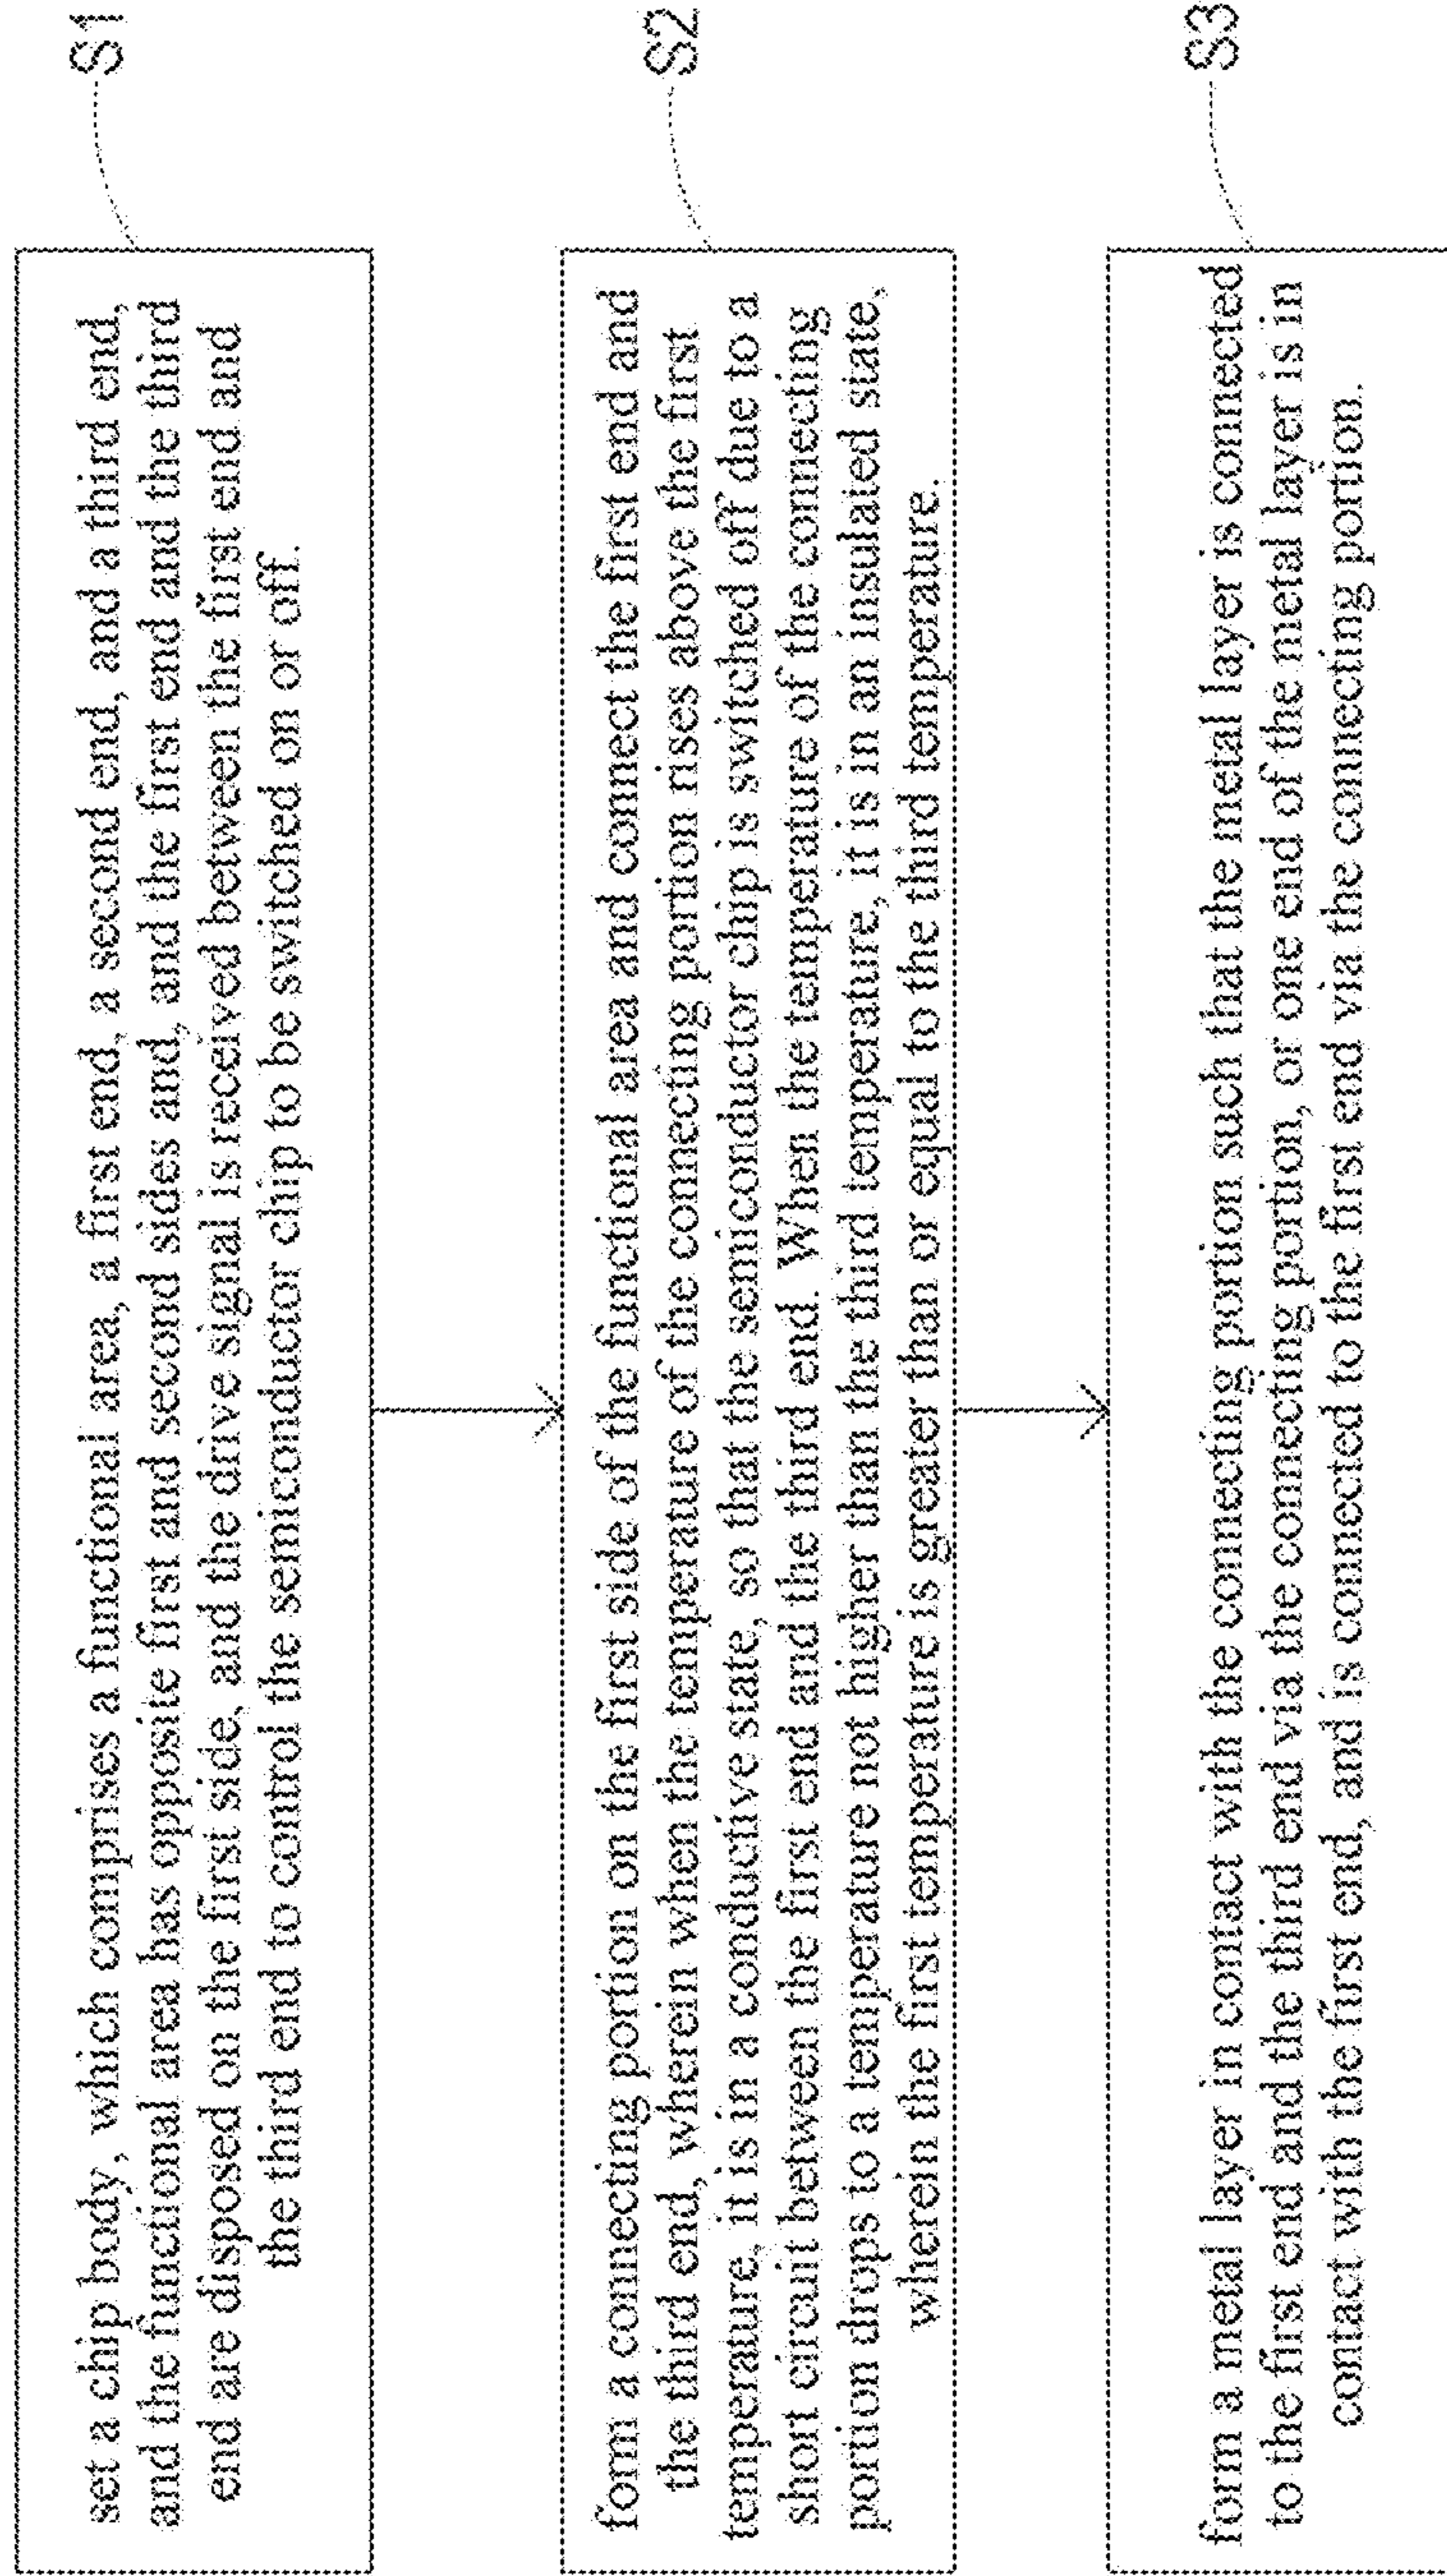 set a chip body, which comprises a functional area, a first end, a second end, and a third end,
and the functional area has opposite first and second sides and, and the first end and the third
end are disposed on the first side, and the drive signal is received between the first end and
the third end to control the semiconductor chip to be switched on or off.
S1
form a connecting portion on the first side of the functional area and connect the first end and
the third end, wherein when the temperature of the connecting portion rises above the first
temperature, it is in a conductive state, so that the semiconductor chip is switched off due to a
short circuit between the first end and the third end. When the temperature of the connecting
portion drops to a temperature not higher than the third temperature, it is in an insulated state,
wherein the first temperature is greater than or equal to the third temperature.
S2
form a metal layer in contact with the connecting portion such that the metal layer is connected
to the first end and the third end via the connecting portion, or one end of the metal layer is in
contact with the first end, and is connected to the first end via the connecting portion.
S3